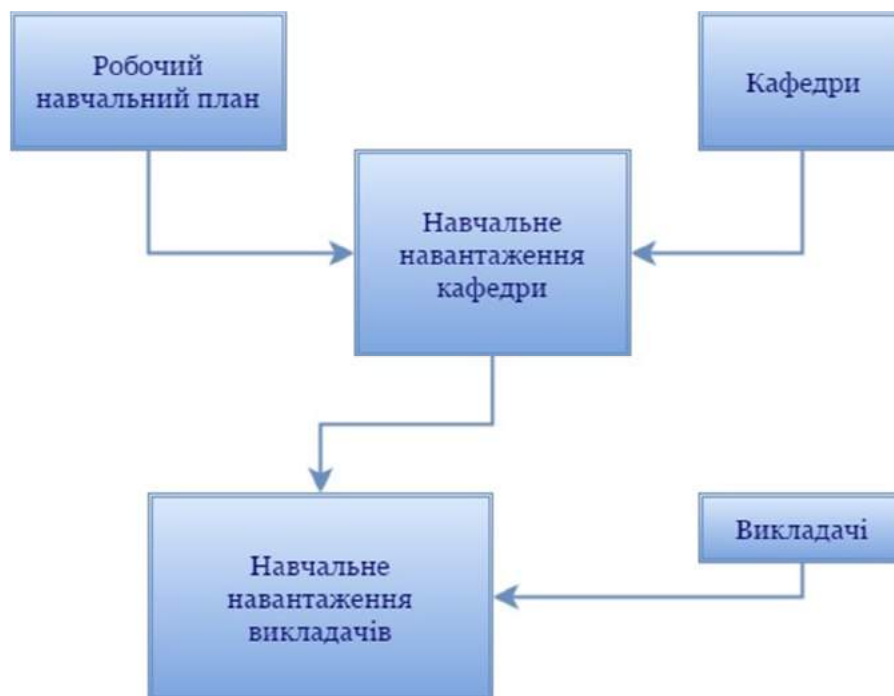 Робочий
навчальний план
Кафедри
Навчальне
навантаження
кафедри
Навчальне
навантаження
викладачів
Викладачі